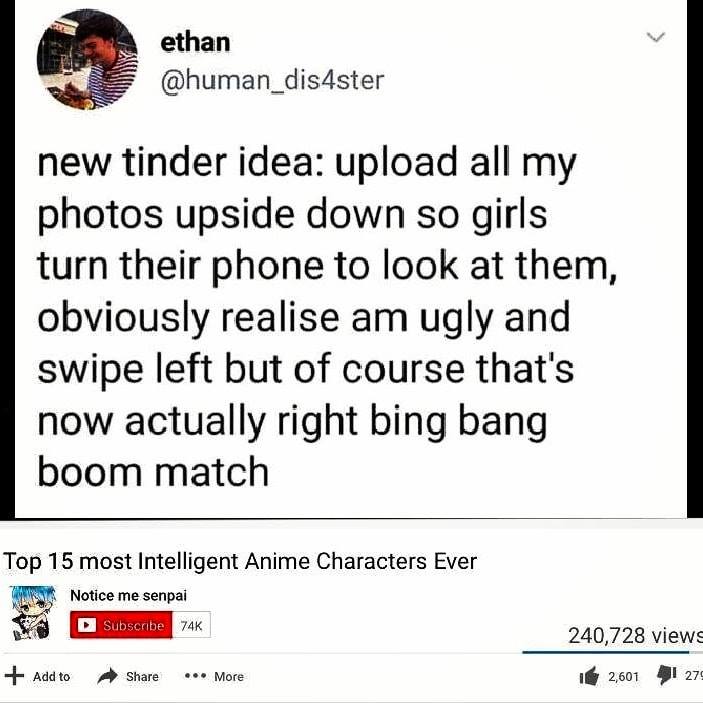 ethan
@human_dis4ster
new tinder idea: upload all my
photos upside down so girls
turn their phone to look at them,
obviously realise am ugly and
swipe left but of course that's
now actually right bing bang
boom match
Top 15 most Intelligent Anime Characters Ever
Notice me senpai
Subscribe 74K
240,728 views
Add to Share More 2,601 279